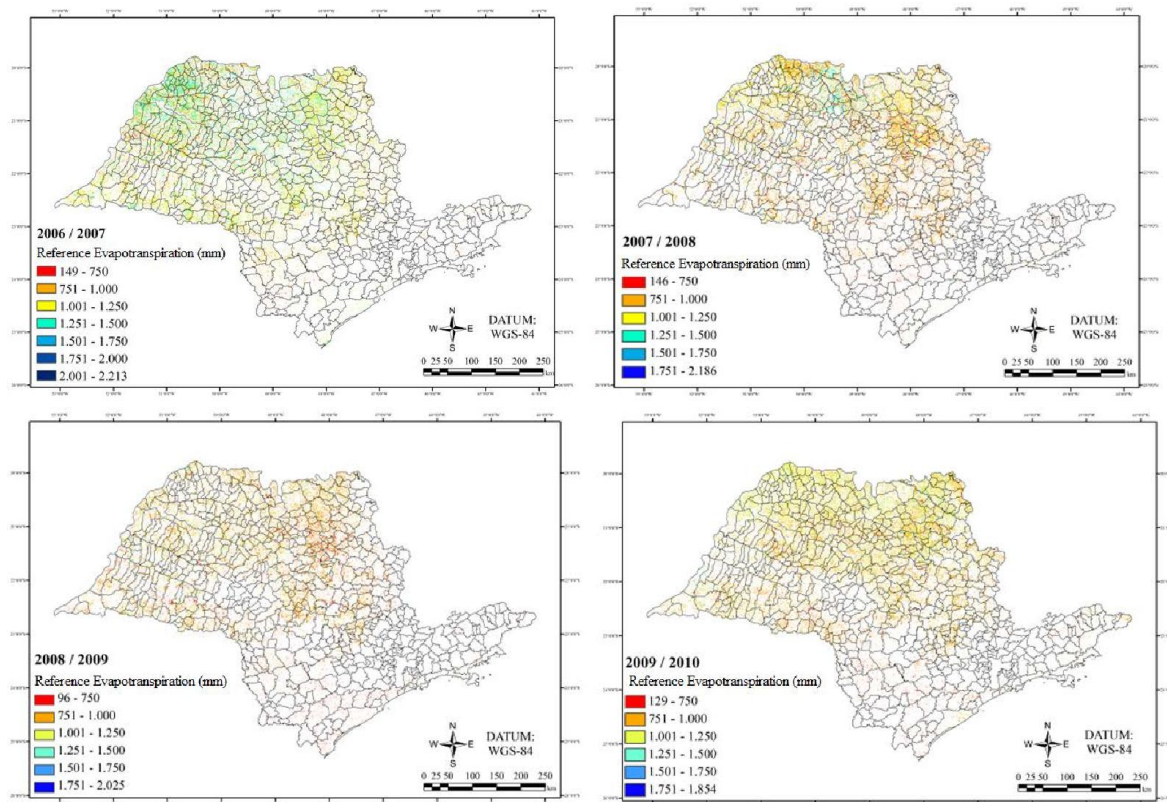 2006 / 2007
Reference Evapotranspiration (mm)
149 - 750
751 - 1.000
1.001 - 1.250
1.251 - 1.500
1.501 - 1.750
1.751 - 2.000
2.001 - 2.213
N
W E
S
DATUM:
WGS-84
0 25 50 100 150 200 250
km
2007 / 2008
Reference Evapotranspiration (mm)
146 - 750
751 - 1.000
1.001 - 1.250
1.251 - 1.500
1.501 - 1.750
1.751 - 2.186
N
W E
S
DATUM:
WGS-84
0 25 50 100 150 200 250
km
2008 / 2009
Reference Evapotranspiration (mm)
96 - 750
751 - 1.000
1.001 - 1.250
1.251 - 1.500
1.501 - 1.750
1.751 - 2.025
N
W E
S
DATUM:
WGS-84
0 25 50 100 150 200 250
km
2009 / 2010
Reference Evapotranspiration (mm)
129 - 750
751 - 1.000
1.001 - 1.250
1.251 - 1.500
1.501 - 1.750
1.751 - 1.854
N
W E
S
DATUM:
WGS-84
0 25 50 100 150 200 250
km